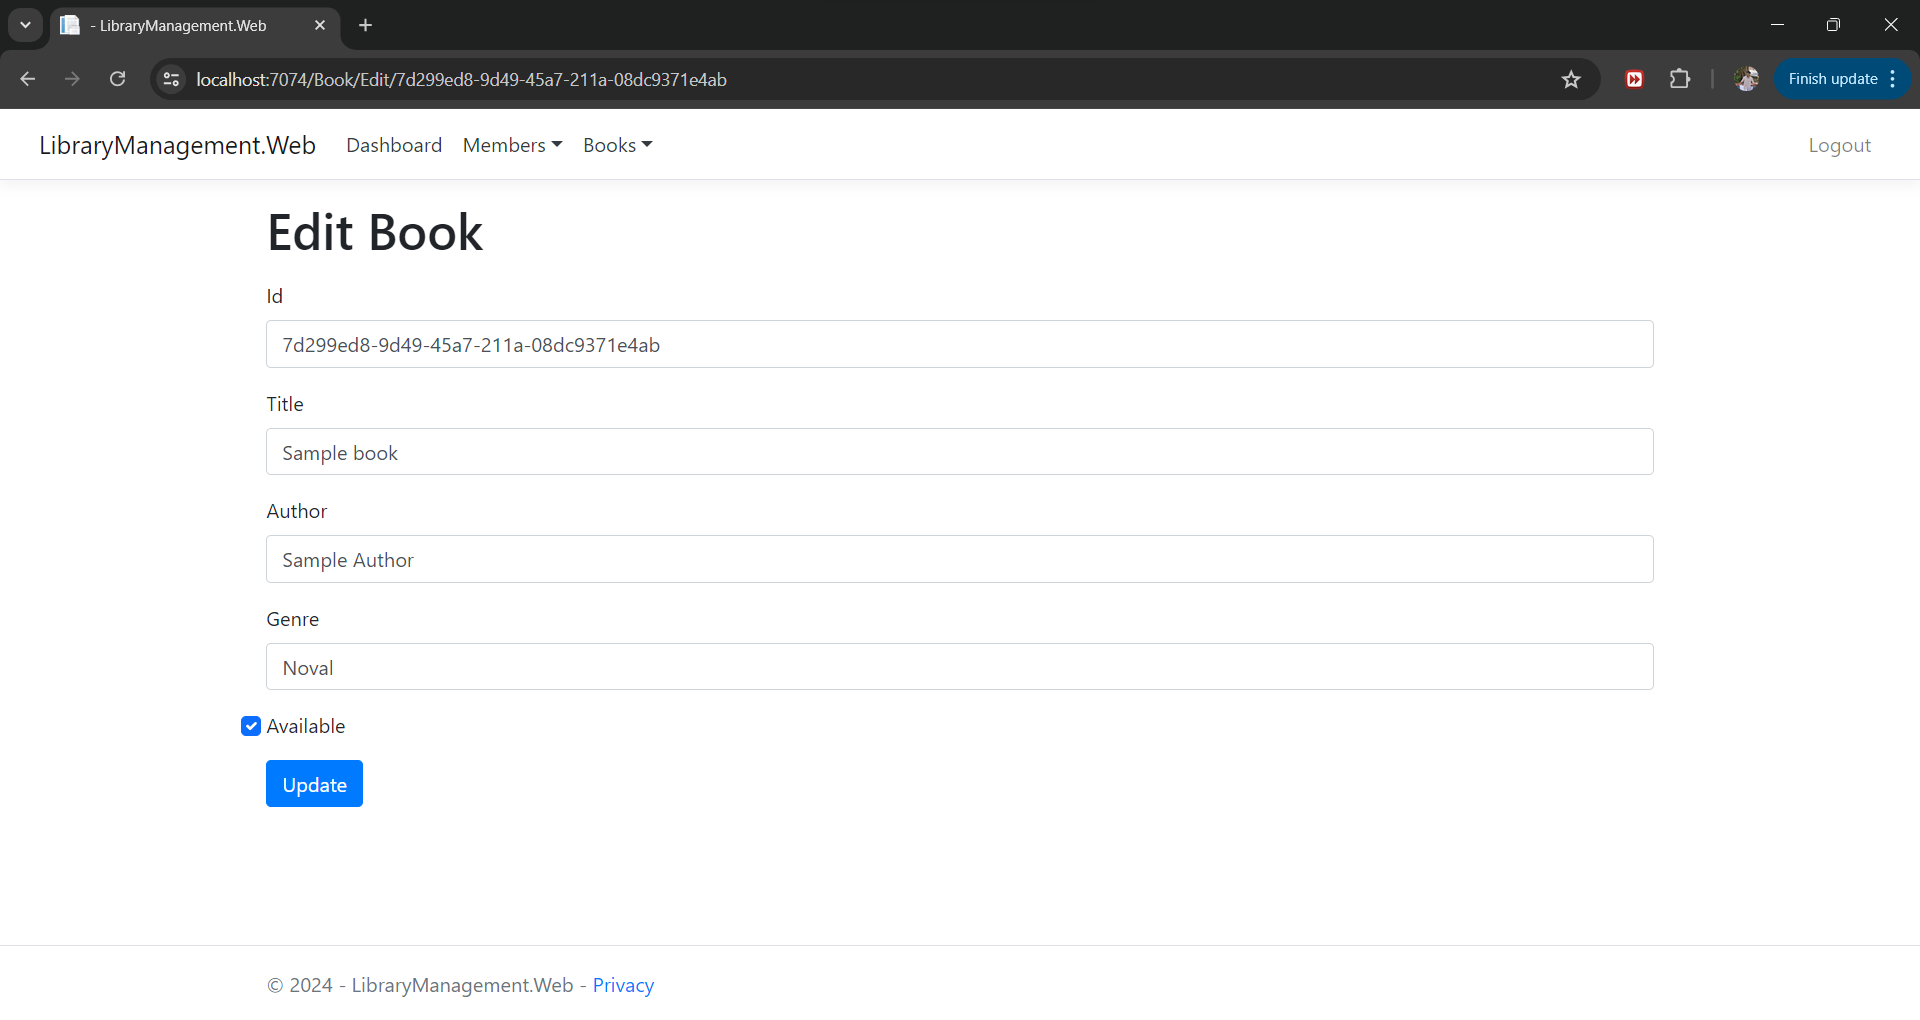 - LibraryManagement.Web
localhost:7074/Book/Edit/7d299ed8-9d49-45a7-211a-08dc9371e4ab
Finish update
LibraryManagement.Web Dashboard Members Books Logout
Edit Book
Id
7d299ed8-9d49-45a7-211a-08dc9371e4ab
Title
Sample book
Author
Sample Author
Genre
Noval
Available
Update
© 2024 - LibraryManagement.Web - Privacy